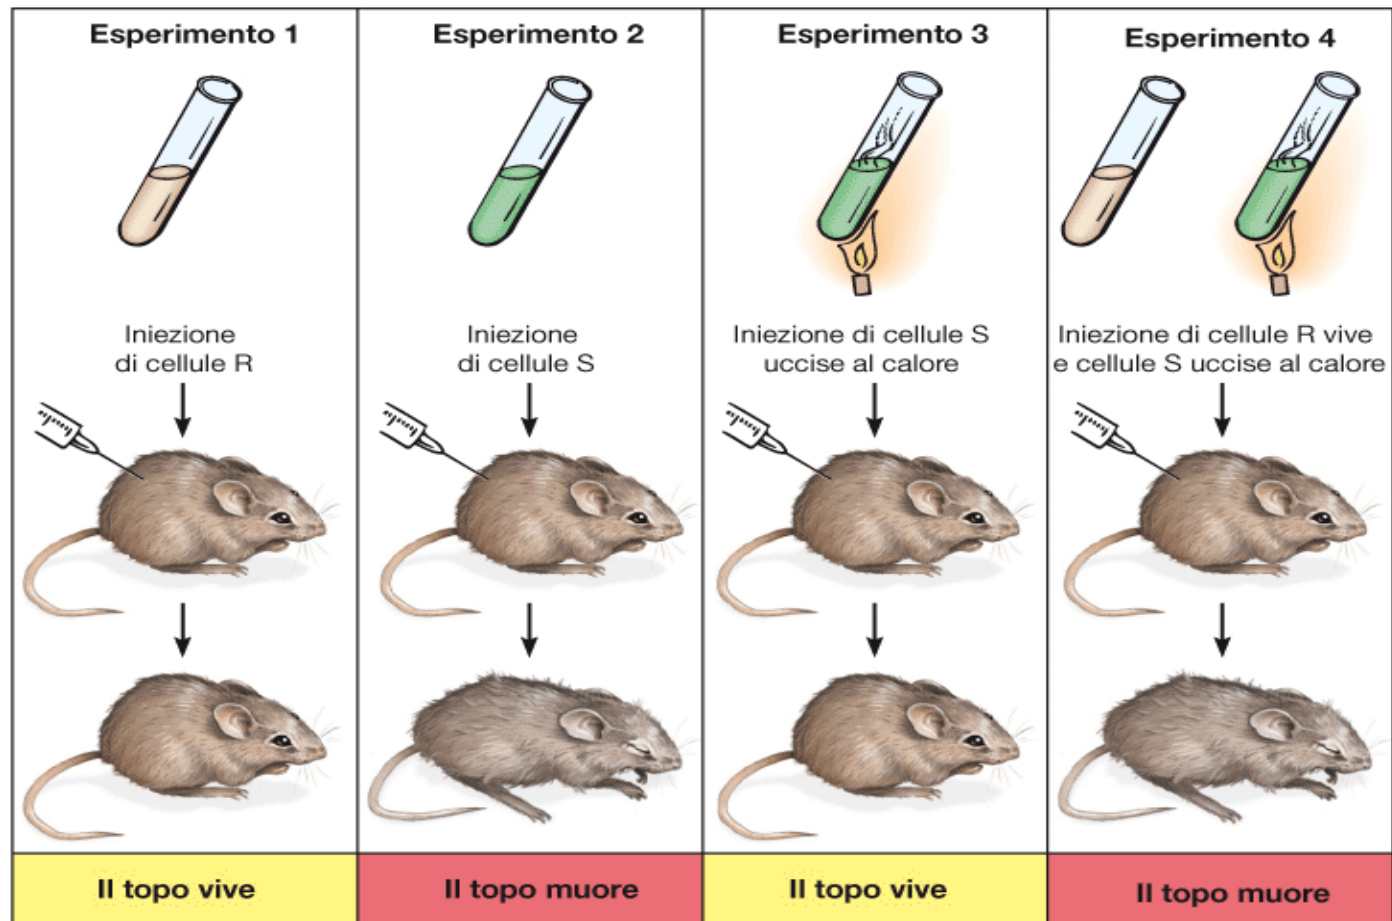 Esperimento 1
Iniezione
di cellule R
Il topo vive
Esperimento 2
Iniezione
di cellule S
Il topo muore
Esperimento 3
Iniezione di cellule S
uccise al calore
Il topo vive
Esperimento 4
Iniezione di cellule R vive
e cellule S uccise al calore
Il topo muore